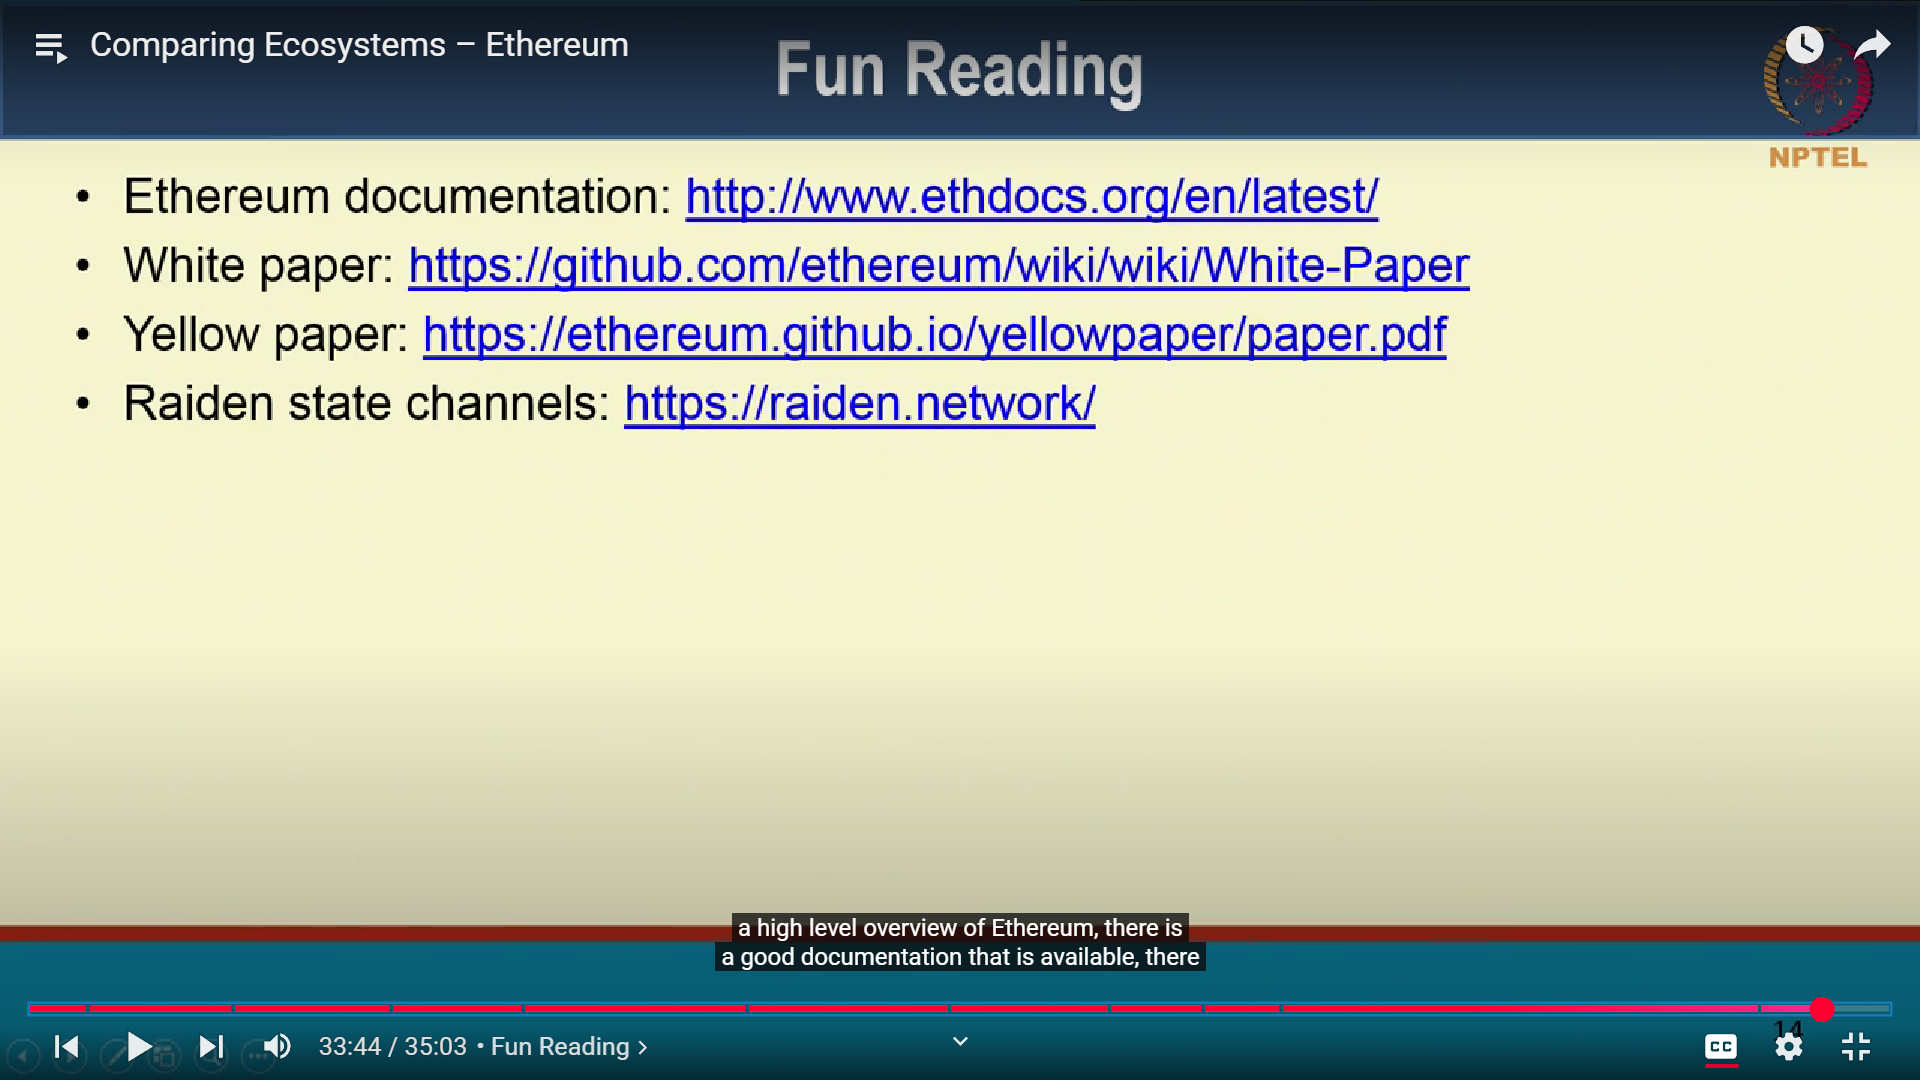 Comparing Ecosystems – Ethereum
Fun Reading
NPTEL
• Ethereum documentation: http://www.ethdocs.org/en/latest/
• White paper: https://github.com/ethereum/wiki/wiki/White-Paper
• Yellow paper: https://ethereum.github.io/yellowpaper/paper.pdf
• Raiden state channels: https://raiden.network/
a high level overview of Ethereum, there is
a good documentation that is available, there
14
33:44 / 35:03 • Fun Reading >
CC